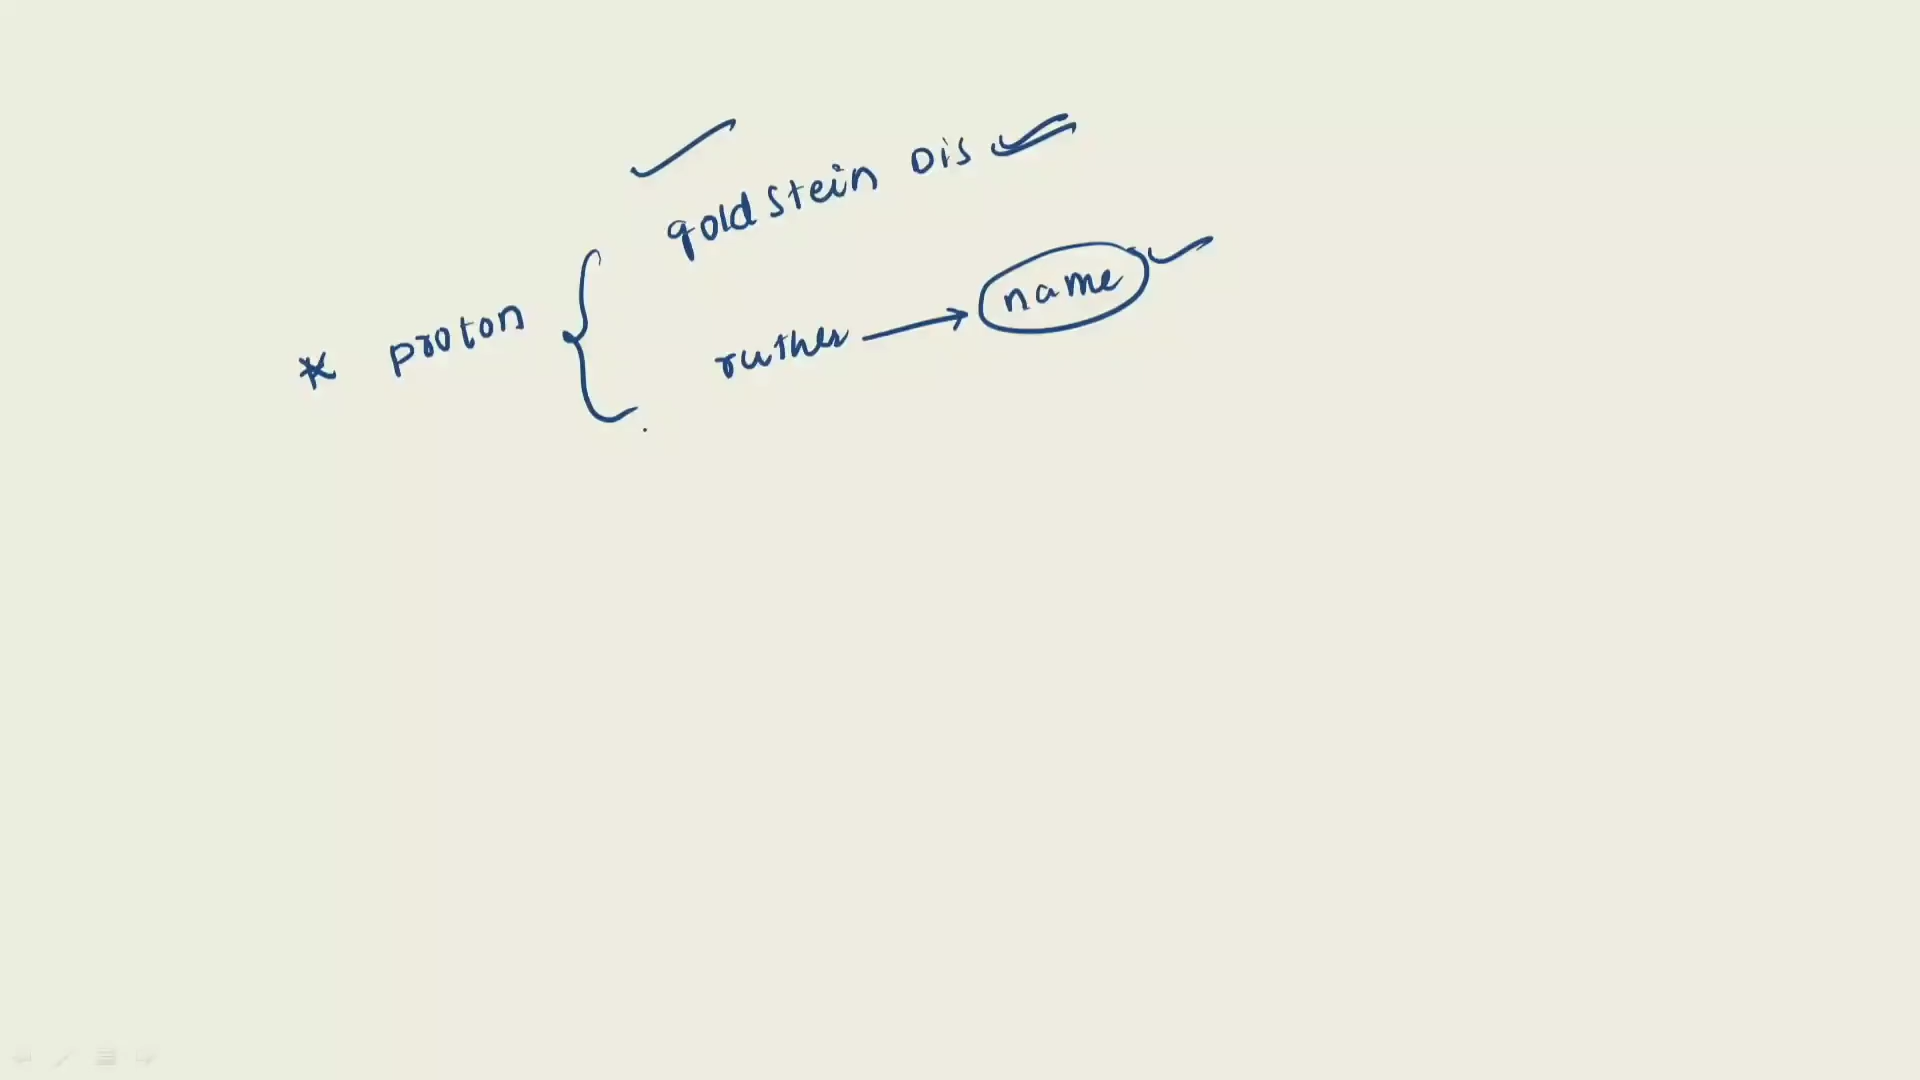 goldstein Dis
* proton {
ruther → name